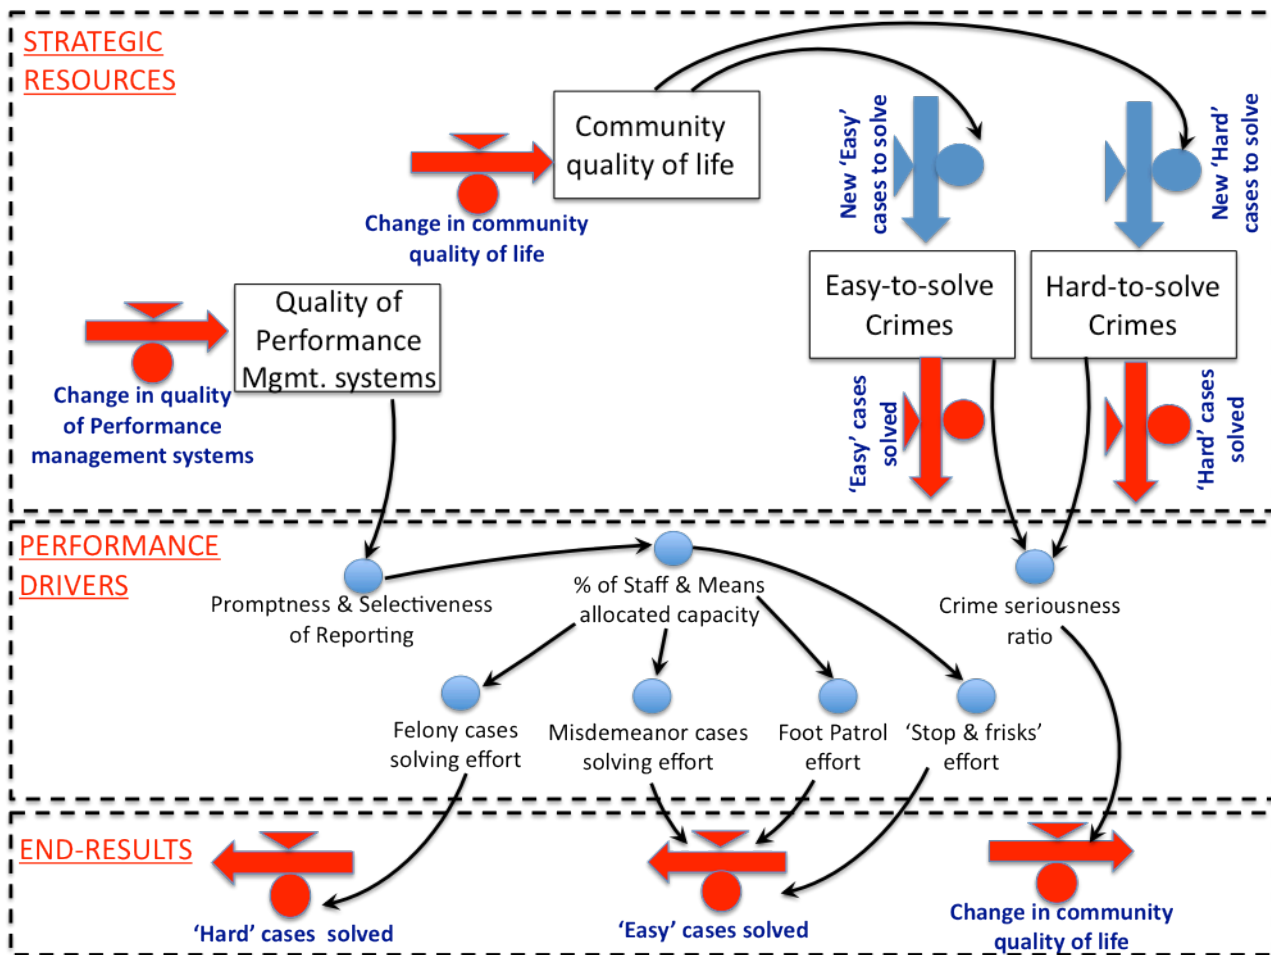 STRATEGIC
RESOURCES
Community
quality of life
New 'Easy'
cases to solve
New 'Hard'
cases to solve
Change in community
quality of life
Easy-to-solve
Crimes
Hard-to-solve
Crimes
Quality of
Performance
Mgmt. systems
Change in quality
of Performance
management systems
'Easy' cases
solved
'Hard' cases
solved
PERFORMANCE
DRIVERS
Promptness & Selectiveness
of Reporting
% of Staff & Means
allocated capacity
Crime seriousness
ratio
Felony cases
solving effort
Misdemeanor cases
solving effort
Foot Patrol
effort
‘Stop & frisks’
effort
END-RESULTS
‘Hard’ cases  solved
‘Easy’ cases solved
Change in community
quality of life